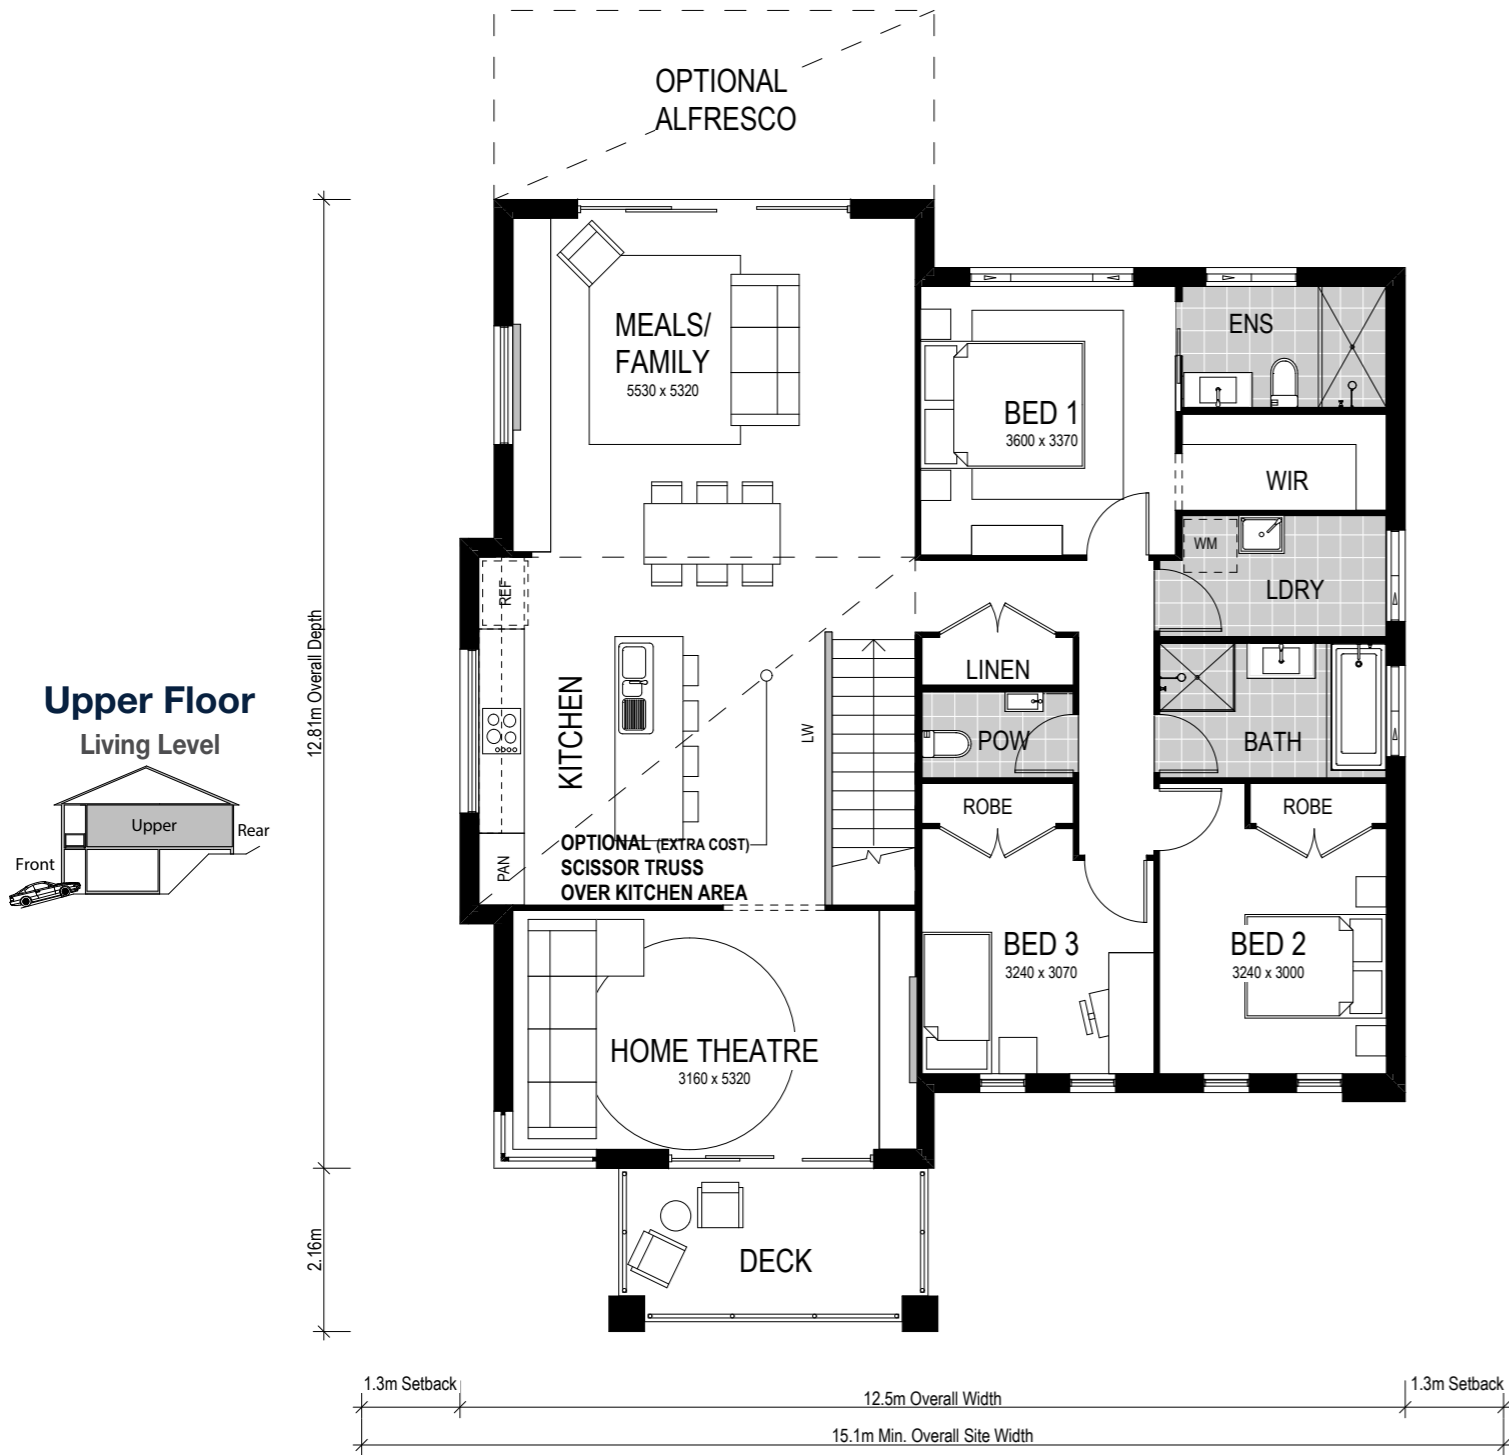 OPTIONAL
ALFRESCO
MEALS/
FAMILY
5530 x 5320
ENS
BED 1
3600 x 3370
WIR
WM
LDRY
REF
12.81m Overall Depth
LINEN
KITCHEN
Upper Floor
Living Level
LW
POW
BATH
Upper
Rear
Front
ROBE
ROBE
OPTIONAL (EXTRA COST)
SCISSOR TRUSS
OVER KITCHEN AREA
PAN
BED 3
3240 x 3070
BED 2
3240 x 3000
HOME THEATRE
3160 x 5320
2.16m
DECK
1.3m Setback
12.5m Overall Width
1.3m Setback
15.1m Min. Overall Site Width